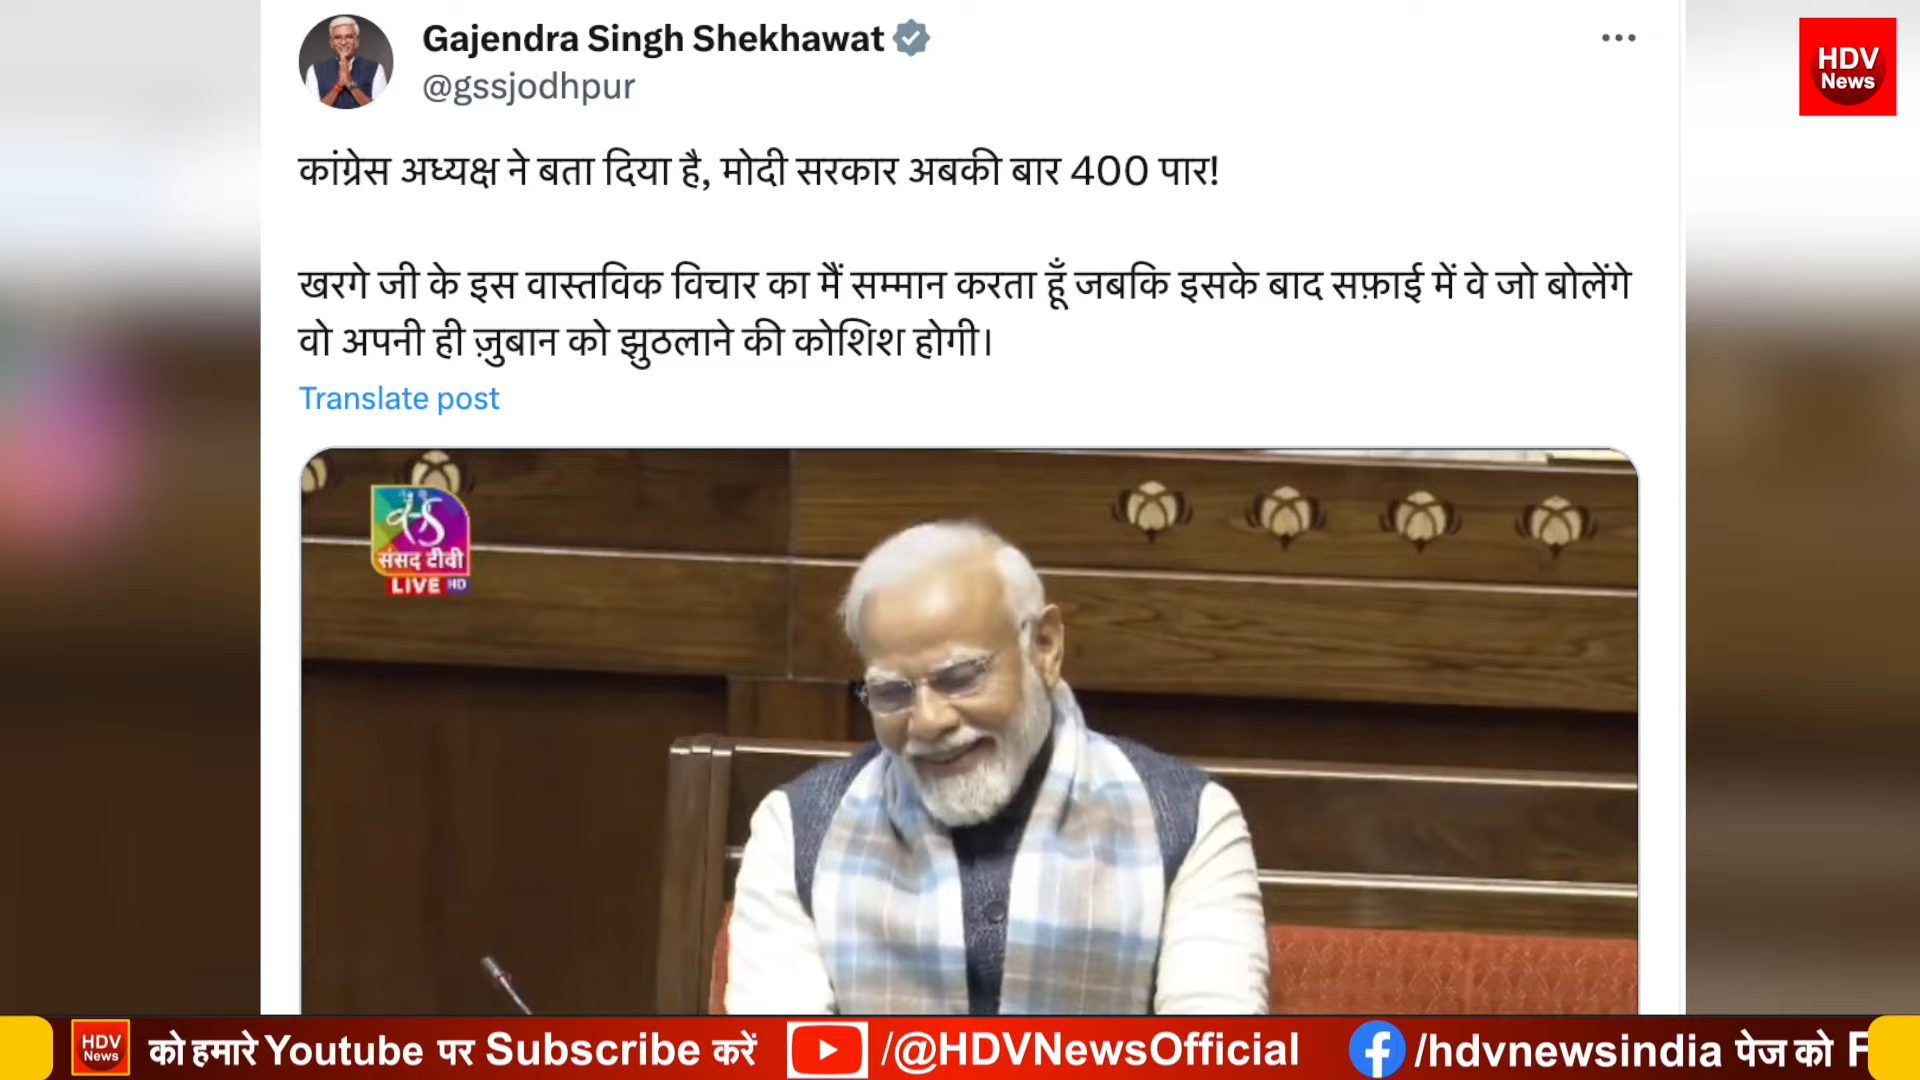 Gajendra Singh Shekhawat
@gssjodhpur
HDV
News
कांग्रेस अध्यक्ष ने बता दिया है, मोदी सरकार अबकी बार 400 पार!
खरगे जी के इस वास्तविक विचार का मैं सम्मान करता हूँ जबकि इसके बाद सफ़ाई में वे जो बोलेंगे
वो अपनी ही ज़ुबान को झुठलाने की कोशिश होगी।
Translate post
संसद टीवी
LIVE HD
HDV News को हमारे Youtube पर Subscribe करें /@HDVNewsOfficial /hdvnewsindia पेज को F